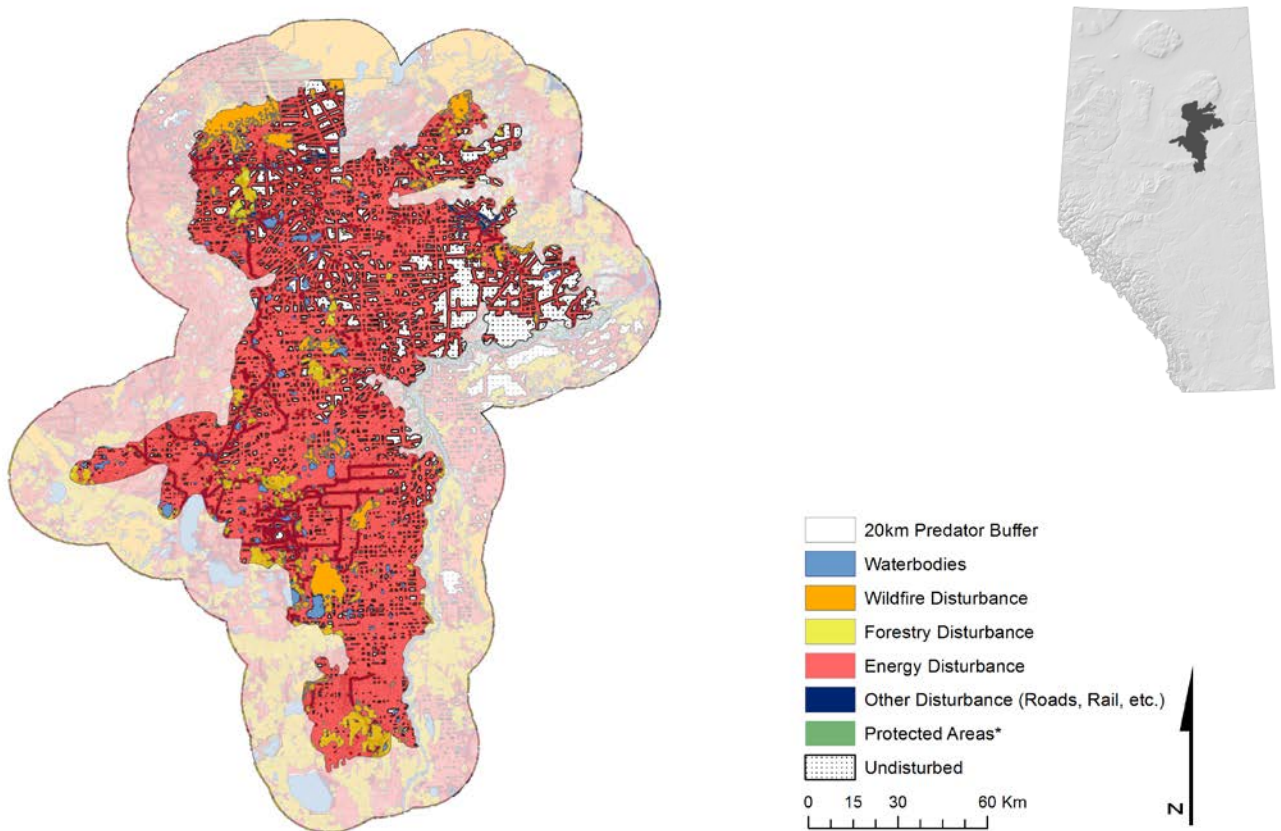 20km Predator Buffer
Waterbodies
Wildfire Disturbance
Forestry Disturbance
Energy Disturbance
Other Disturbance (Roads, Rail, etc.)
Protected Areas*
Undisturbed
0 15 30 60 Km
N